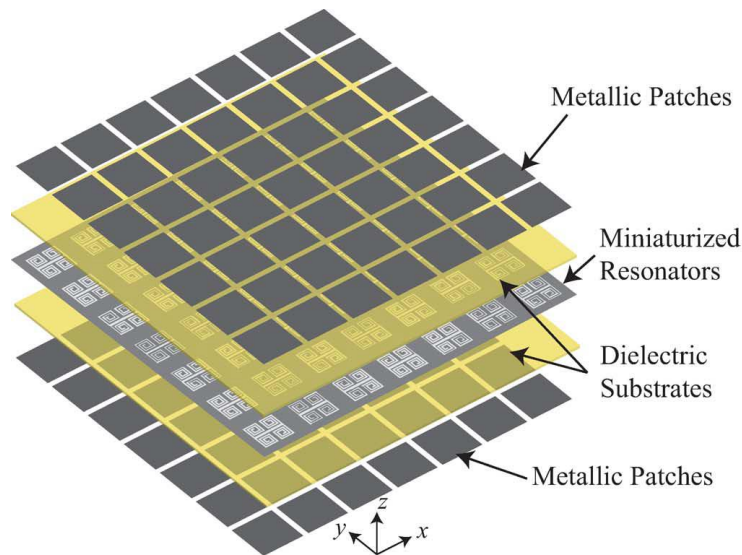 Metallic Patches
Miniaturized
Resonators
Dielectric
Substrates
Metallic Patches
z
y
x